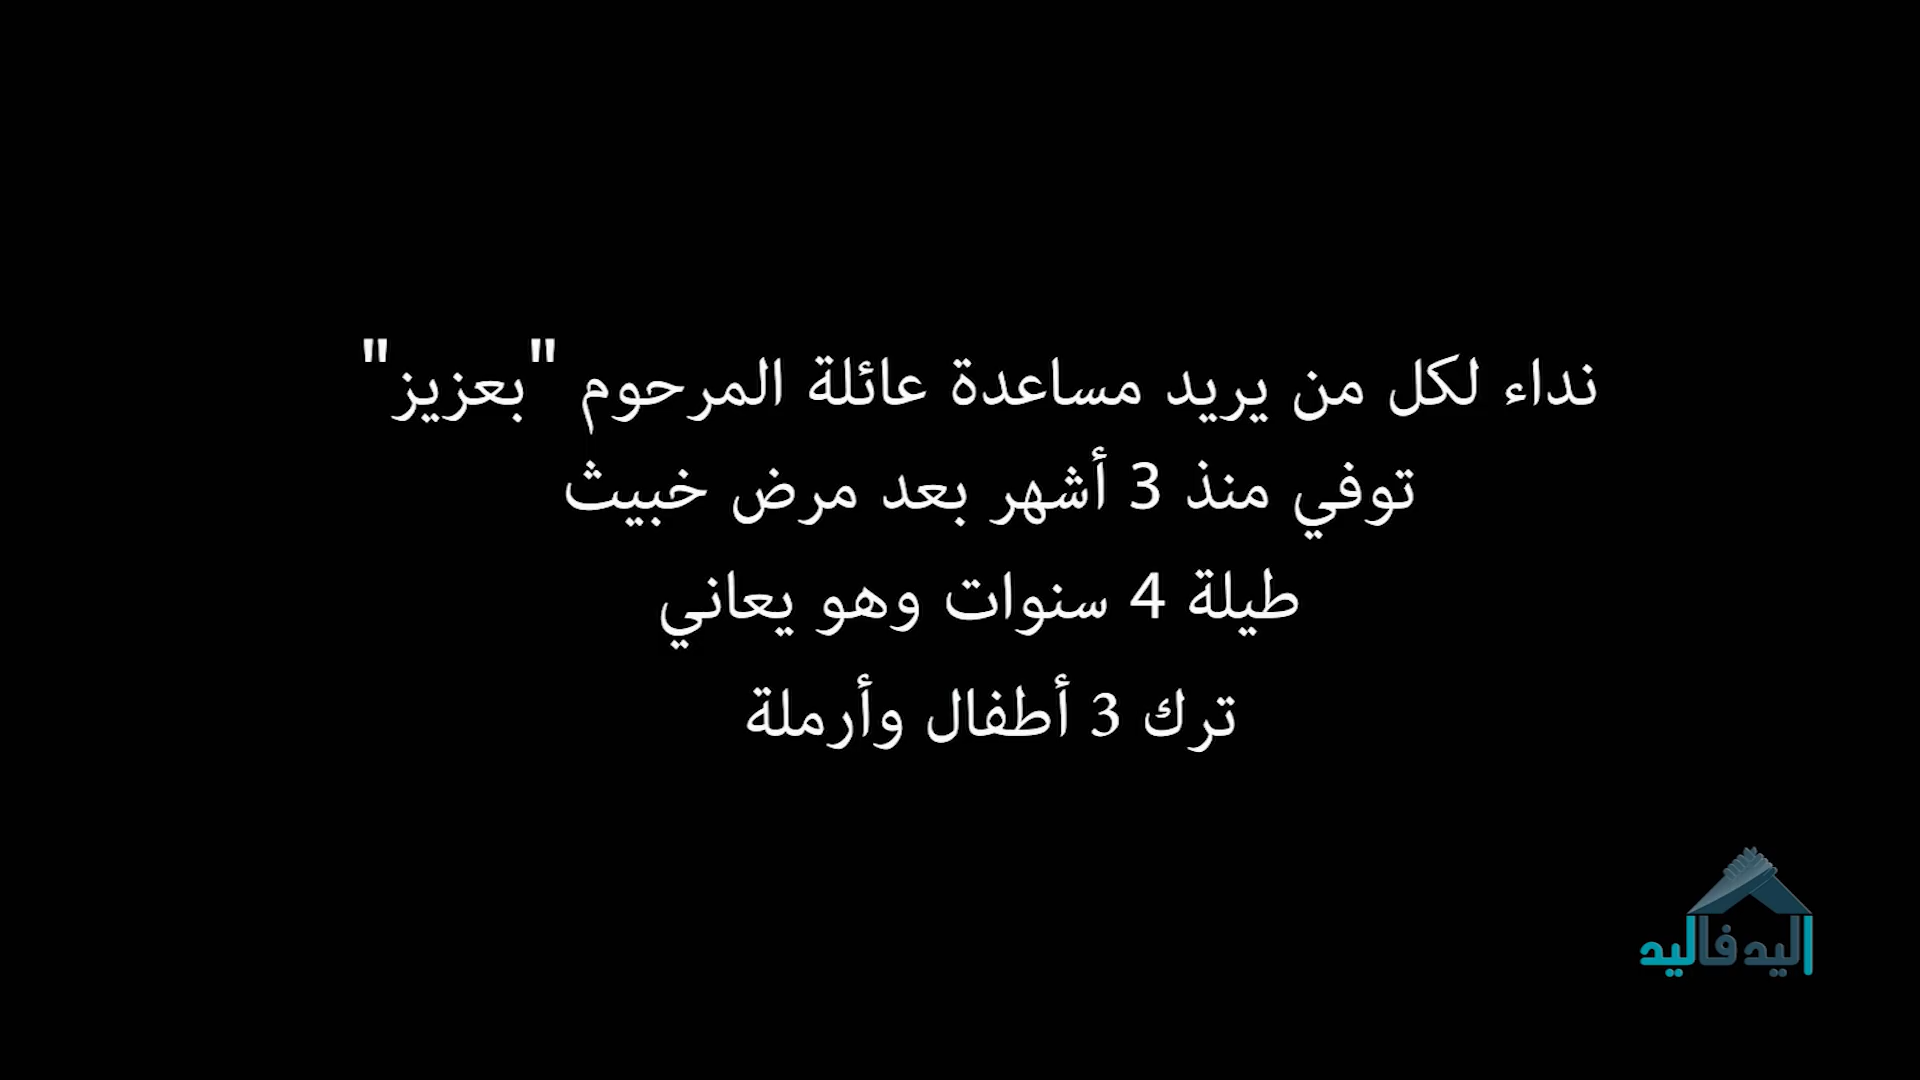 نداء لكل من يريد مساعدة عائلة المرحوم "بعزيز"
توفي منذ 3 أشهر بعد مرض خبيث
طيلة 4 سنوات وهو يعاني
ترك 3 أطفال وأرملة
اليد فاليد